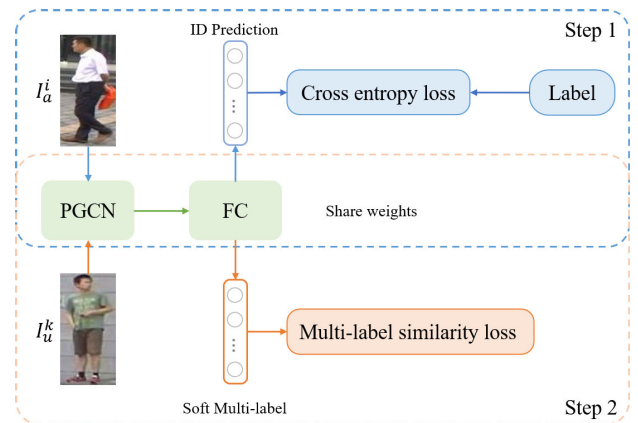 ID Prediction
Step 1
I_a^i
Cross entropy loss
Label
PGCN
FC
Share weights
I_u^k
Multi-label similarity loss
Soft Multi-label
Step 2